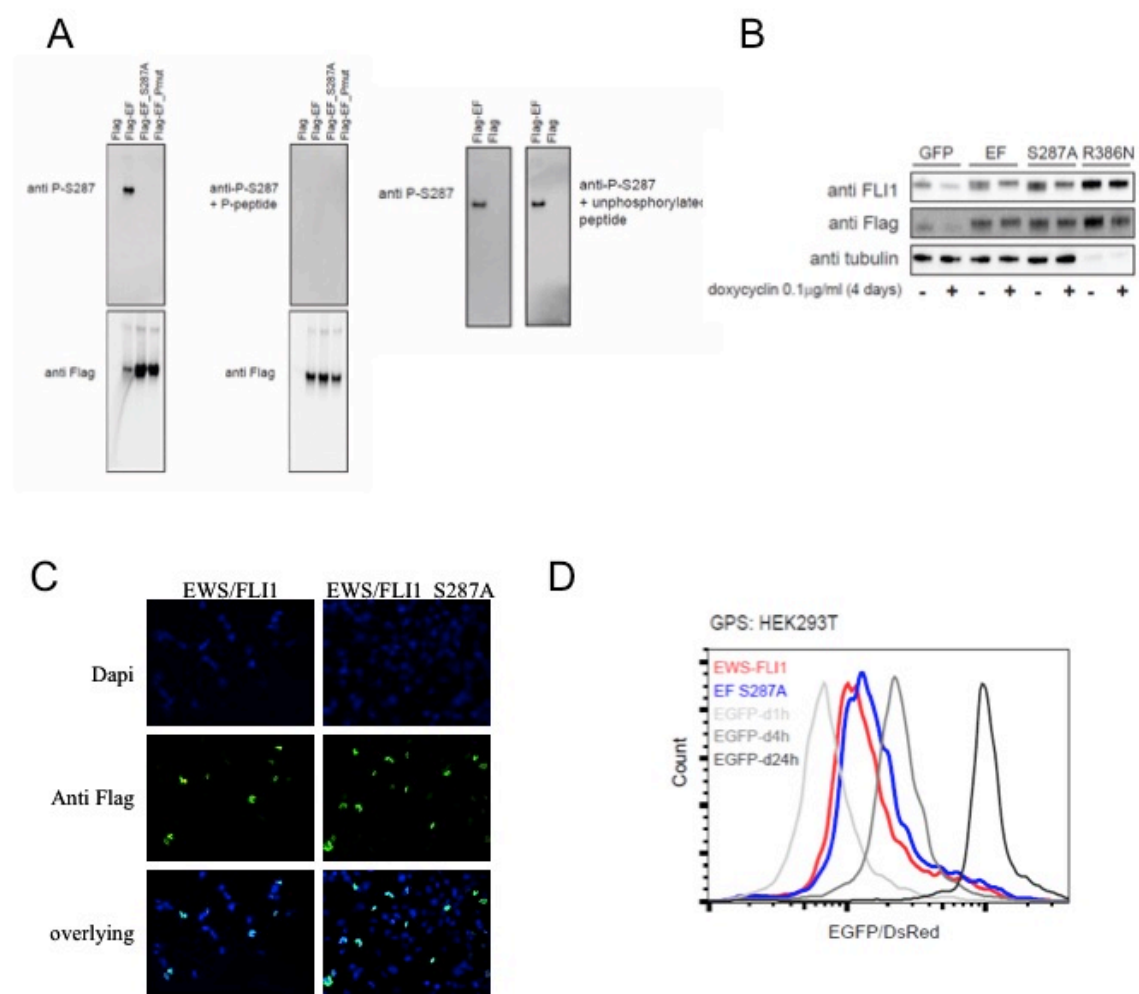 A
Flag
Flag-EF
Flag-EF_S287A
Flag-EF_Pmut
anti P-S287
anti Flag
Flag
Flag-EF
Flag-EF_S287A
Flag-EF_Pmut
anti-P-S287
+ P-peptide
anti Flag
Flag-EF
Flag
anti P-S287
Flag-EF
Flag
anti-P-S287
+ unphosphorylated
peptide
B
GFP EF S287A R386N
anti FLI1
anti Flag
anti tubulin
doxycyclin 0.1µg/ml (4 days) - + - + - + - +
C
EWS/FLI1 EWS/FLI1 S287A
Dapi
Anti Flag
overlying
D
GPS: HEK293T
EWS-FLI1
EF S287A
EGFP-d1h
EGFP-d4h
EGFP-d24h
Count
EGFP/DsRed